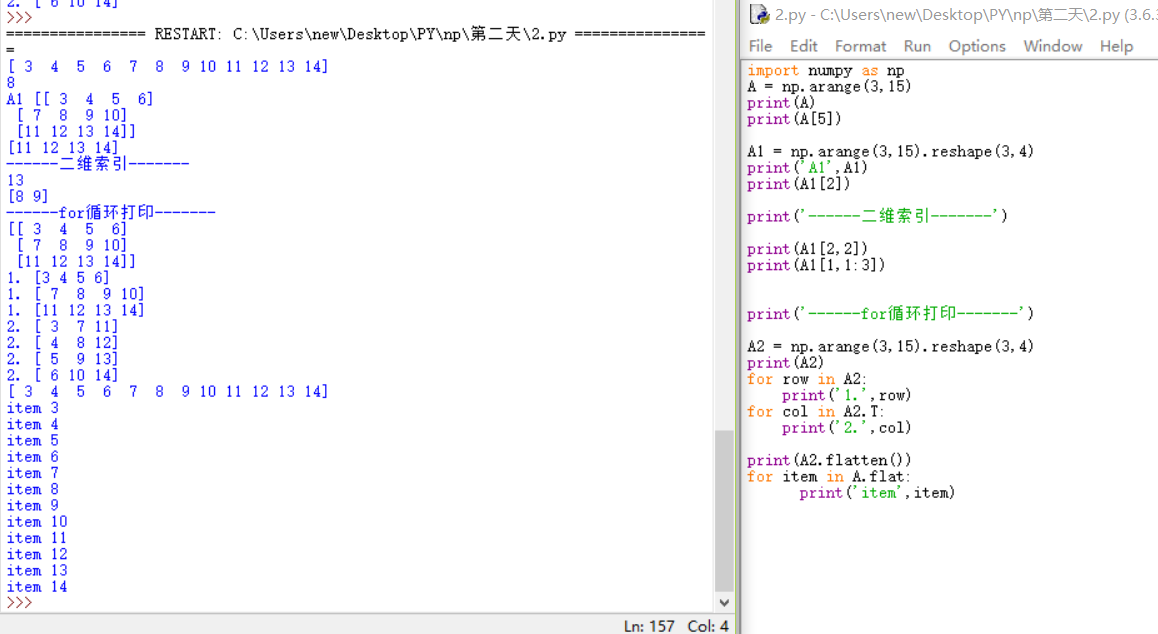 2. [ 6 10 14]
>>>
================ RESTART: C:\Users\new\Desktop\PY\np\第二天\2.py ===============
=
[ 3  4  5  6  7  8  9 10 11 12 13 14]
8
A1 [[ 3  4  5  6]
 [ 7  8  9 10]
 [11 12 13 14]]
[11 12 13 14]
------二维索引-------
13
[8 9]
------for循环打印-------
[[ 3  4  5  6]
 [ 7  8  9 10]
 [11 12 13 14]]
1. [3 4 5 6]
1. [ 7  8  9 10]
1. [11 12 13 14]
2. [ 3  7 11]
2. [ 4  8 12]
2. [ 5  9 13]
2. [ 6 10 14]
[ 3  4  5  6  7  8  9 10 11 12 13 14]
item 3
item 4
item 5
item 6
item 7
item 8
item 9
item 10
item 11
item 12
item 13
item 14
>>>
Ln: 157 Col: 4
2.py - C:\Users\new\Desktop\PY\np\第二天\2.py (3.6.
File Edit Format Run Options Window Help
import numpy as np
A = np.arange(3,15)
print(A)
print(A[5])
A1 = np.arange(3,15).reshape(3,4)
print('A1',A1)
print(A1[2])
print('------二维索引-------')
print(A1[2,2])
print(A1[1,1:3])
print('------for循环打印-------')
A2 = np.arange(3,15).reshape(3,4)
print(A2)
for row in A2:
    print('1.',row)
for col in A2.T:
    print('2.',col)
print(A2.flatten())
for item in A.flat:
      print('item',item)